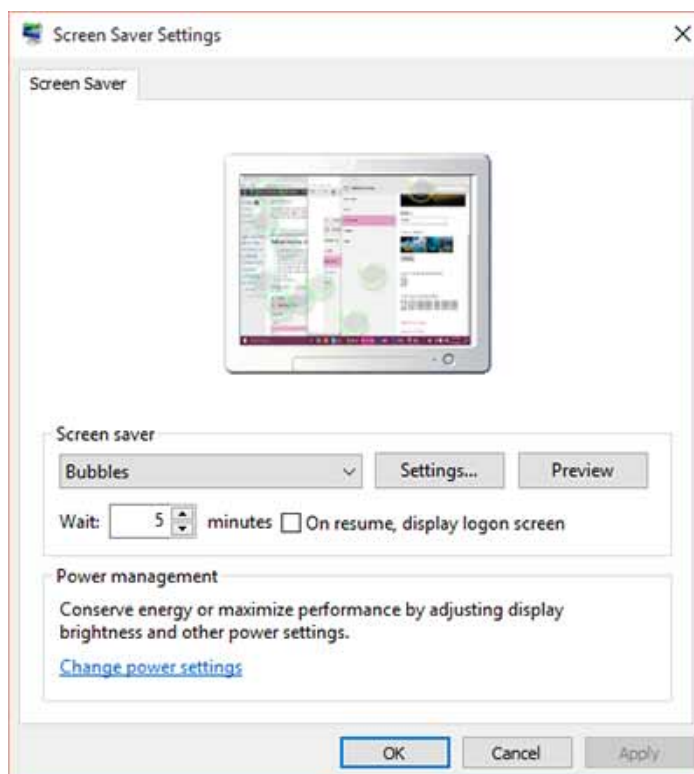 Screen Saver Settings
Screen Saver
Screen saver
Bubbles
Settings...
Preview
Wait: 5 minutes On resume, display logon screen
Power management
Conserve energy or maximize performance by adjusting display
brightness and other power settings.
Change power settings
OK
Cancel
Apply